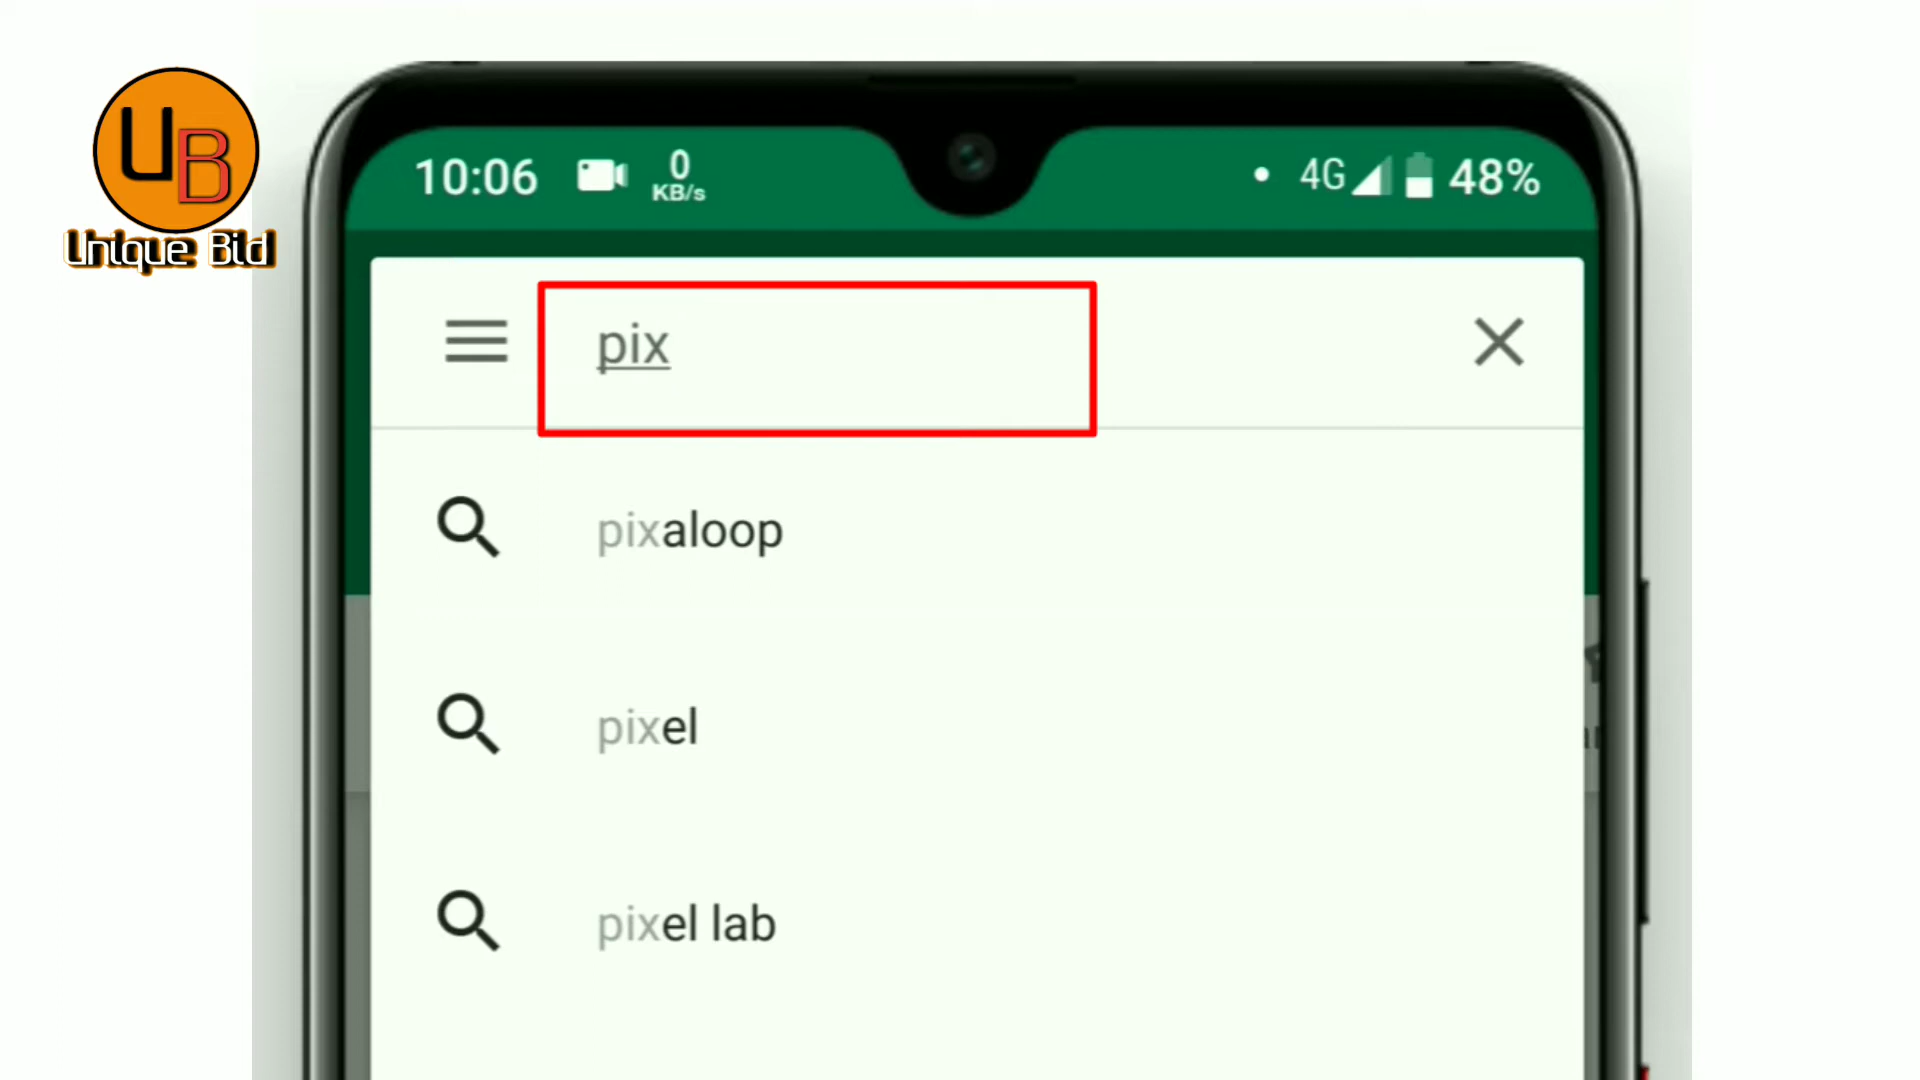 UB
Unique Bid
10:06 0 KB/s 4G 48%
pix
pixaloop
pixel
pixel lab